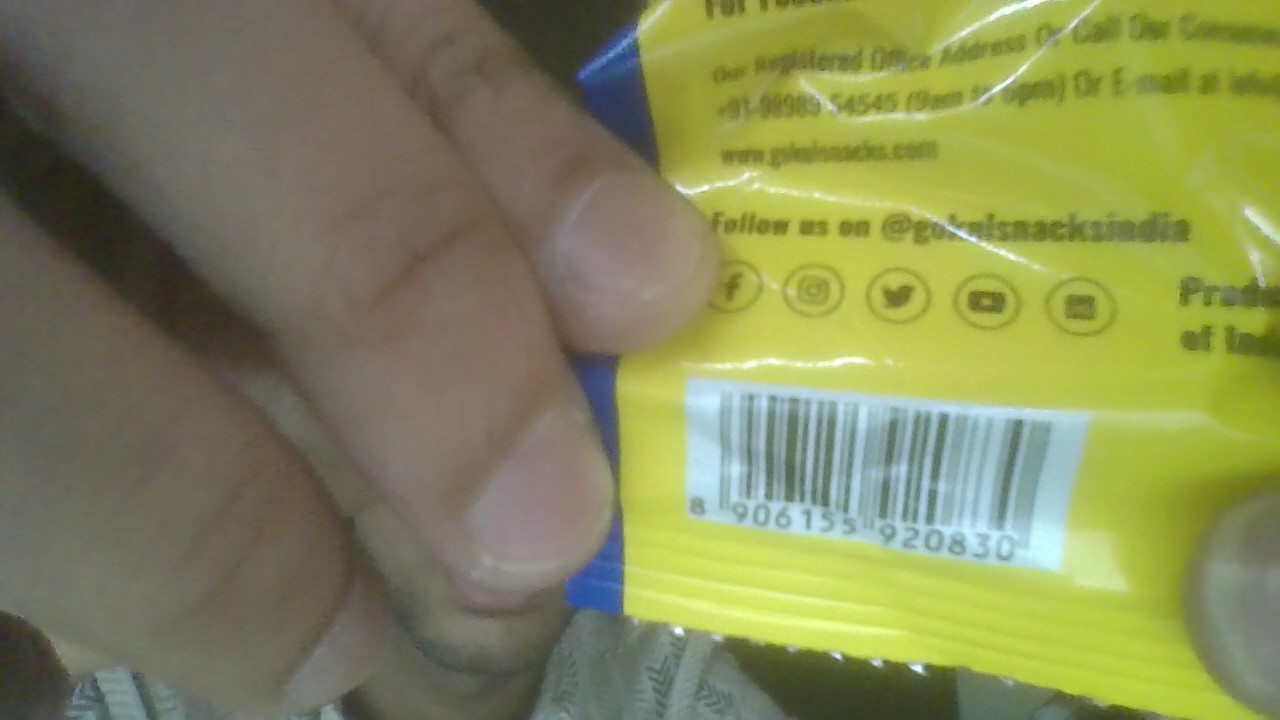 Our Registered Office Address Or Call Our
+91-98989 54545 (9am to 6pm) Or E-mail at
www.gokulsnacks.com
Follow us on @gokulsnacksindia
of
8 906155 920830